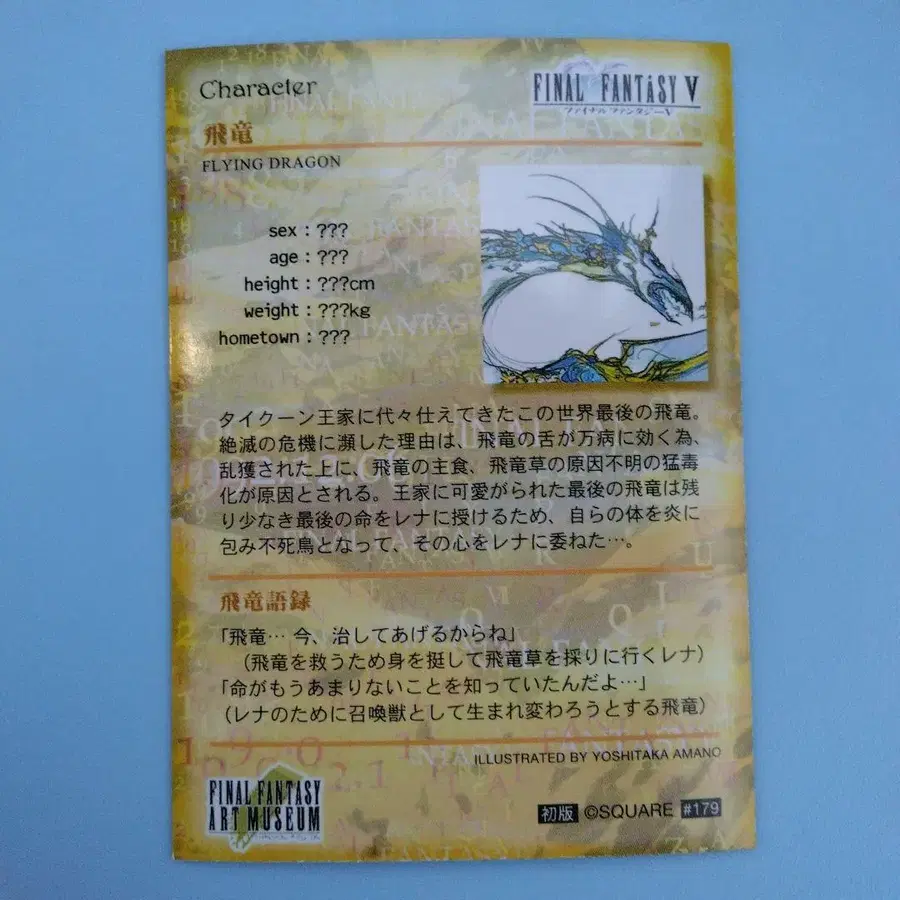 Character
FINAL FANTASY V
ファイナルファンタジーV
飛竜
FLYING DRAGON
sex：???
age：???
height：???cm
weight：???kg
hometown：???
タイクーン王家に代々仕えてきたこの世界最後の飛竜。
絶滅の危機に瀕した理由は、飛竜の舌が万病に効く為、
乱獲された上に、飛竜の主食、飛竜草の原因不明の猛毒
化が原因とされる。王家に可愛がられた最後の飛竜は残
り少なき最後の命をレナに授けるため、自らの体を炎に
包み不死鳥となって、その心をレナに委ねた…。
飛竜語録
「飛竜… 今、治してあげるからね」
（飛竜を救うため身を挺して飛竜草を採りに行くレナ）
「命がもうあまりないことを知っていたんだよ…」
（レナのために召喚獣として生まれ変わろうとする飛竜）
ILLUSTRATED BY YOSHITAKA AMANO
FINAL FANTASY
ART MUSEUM
初版 ©SQUARE #179